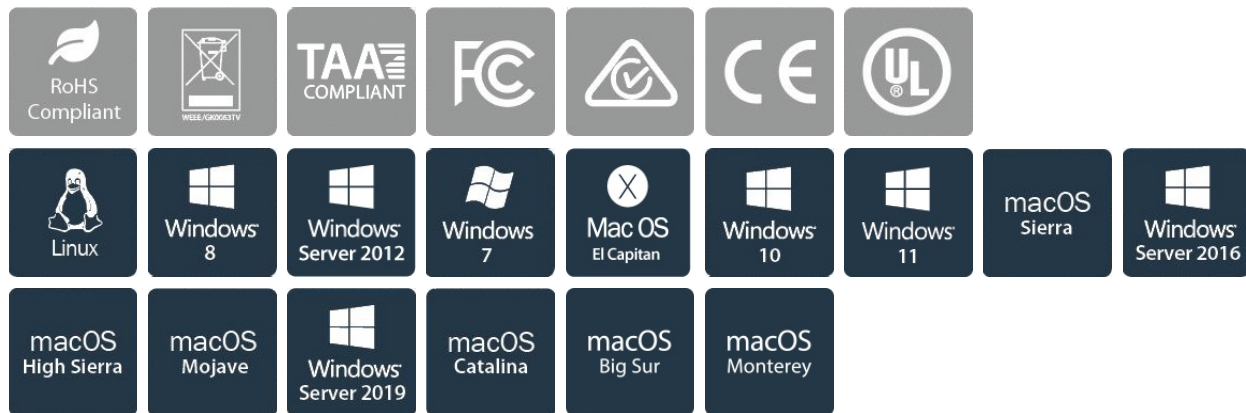 RoHS
Compliant
WEEE/GK0063TV
TAA
COMPLIANT
FC
CE
UL
®
Linux
Windows
8
Windows
Server 2012
Windows
7
X
Mac OS
El Capitan
Windows
10
Windows
11
macOS
Sierra
Windows
Server 2016
macOS
High Sierra
macOS
Mojave
Windows
Server 2019
macOS
Catalina
macOS
Big Sur
macOS
Monterey